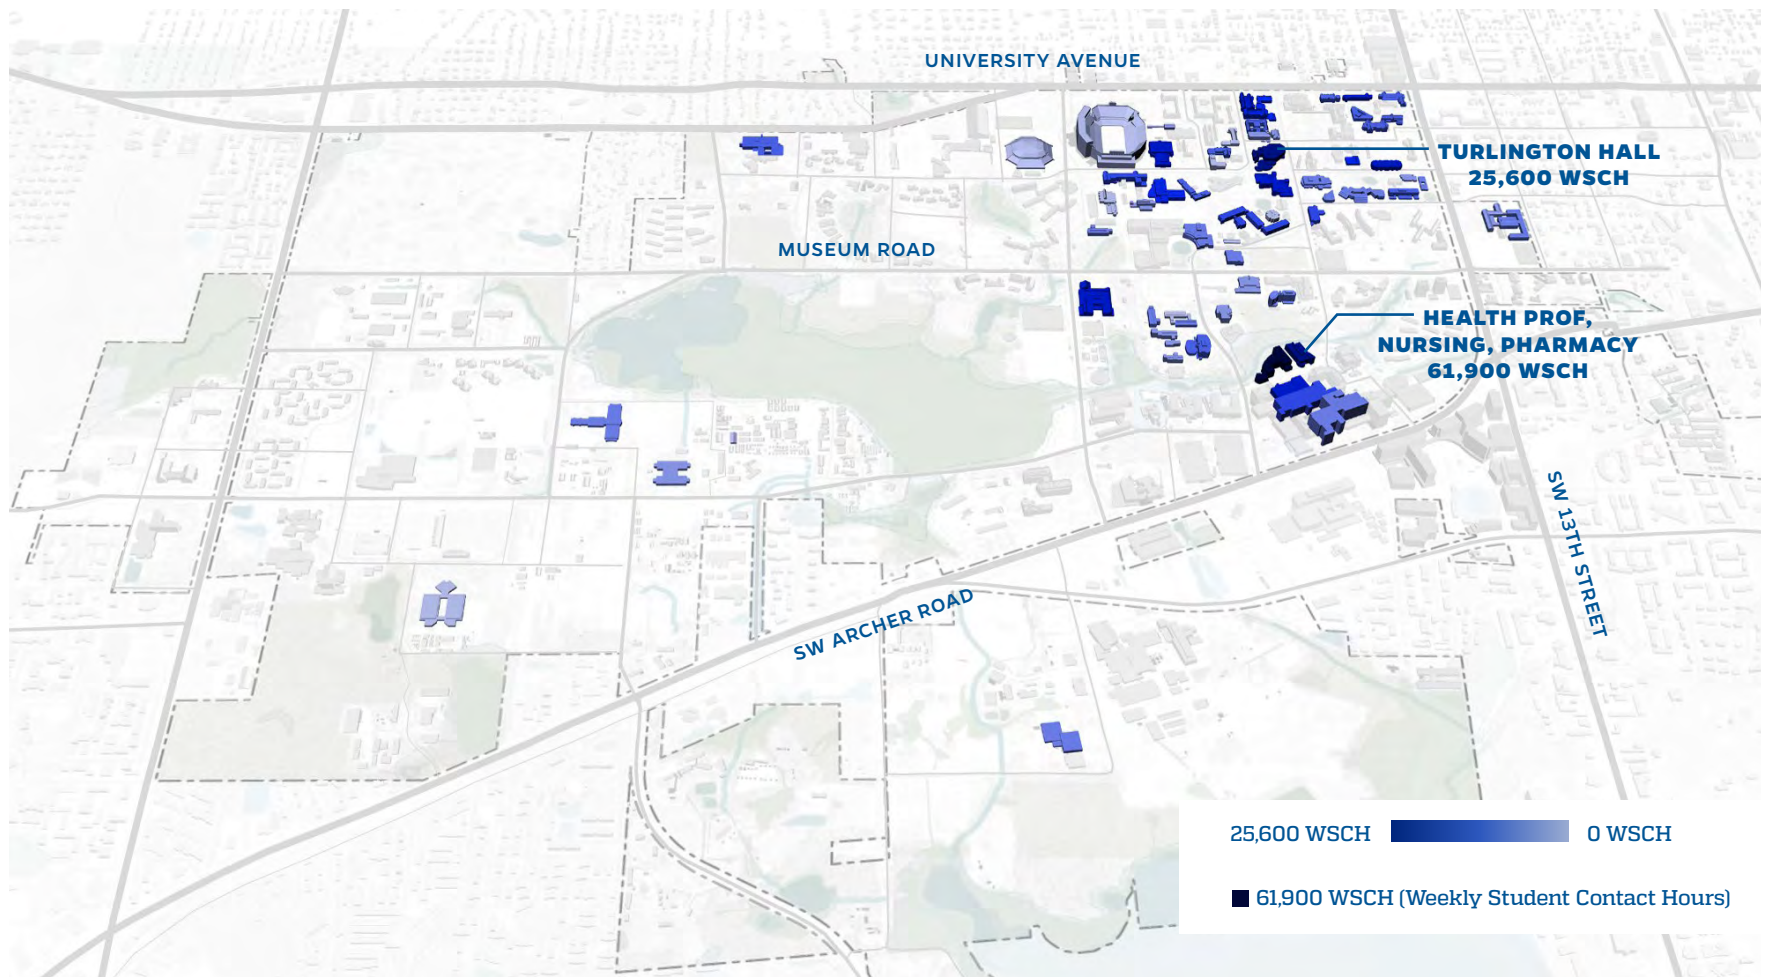 UNIVERSITY AVENUE
TURLINGTON HALL
25,600 WSCH
MUSEUM ROAD
HEALTH PROF,
NURSING, PHARMACY
61,900 WSCH
SW 13TH STREET
SW ARCHER ROAD
25,600 WSCH 0 WSCH
61,900 WSCH (Weekly Student Contact Hours)